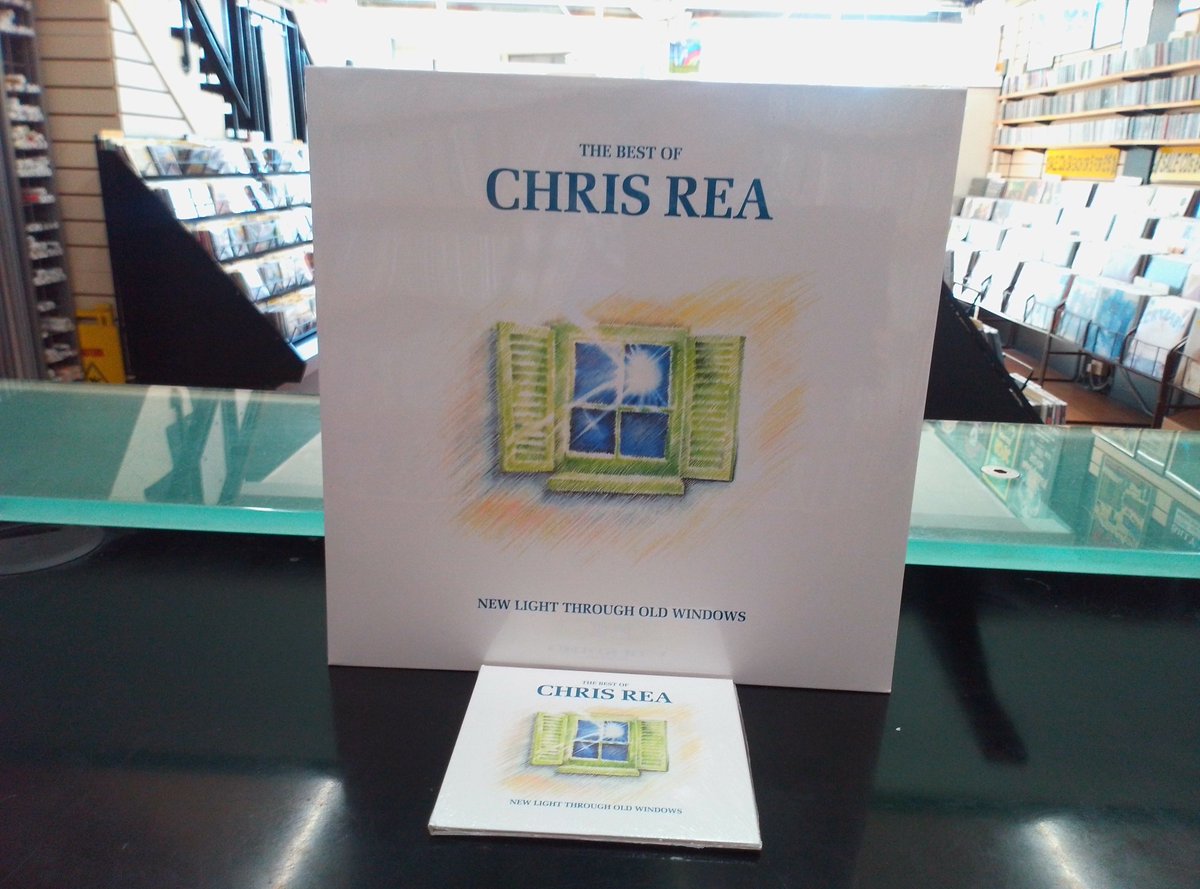 THE BEST OF
CHRIS REA
NEW LIGHT THROUGH OLD WINDOWS
THE BEST OF
CHRIS REA
NEW LIGHT THROUGH OLD WINDOWS